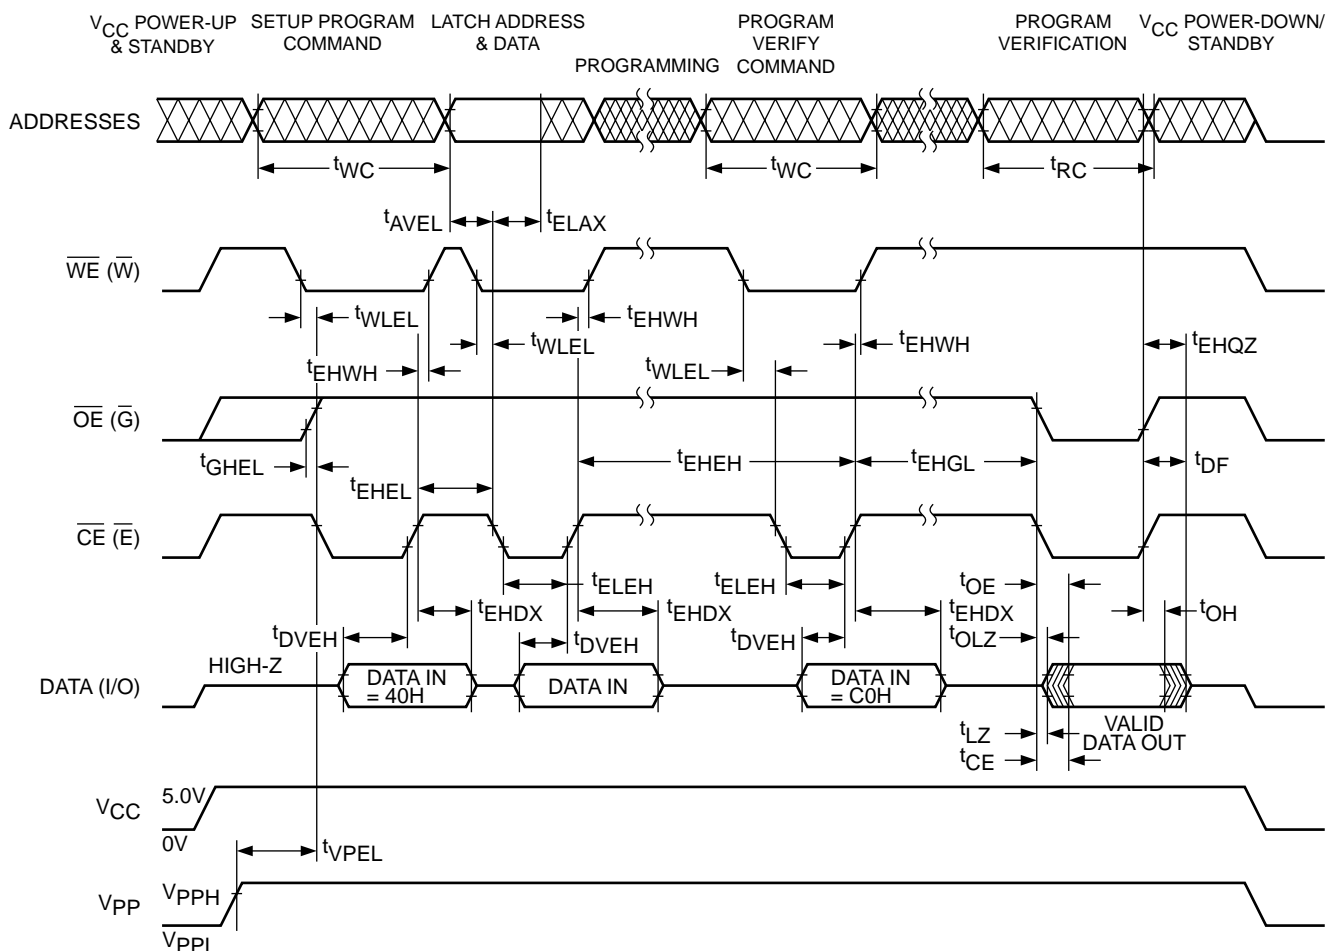 VCC POWER-UP
& STANDBY
SETUP PROGRAM
COMMAND
LATCH ADDRESS
& DATA
PROGRAMMING
PROGRAM
VERIFY
COMMAND
PROGRAM
VERIFICATION
VCC POWER-DOWN/
STANDBY
ADDRESSES
tWC
tWC
tRC
tAVEL
tELAX
WE (W)
tWLEL
tEHWH
tWLEL
tEHWH
tEHWH
tWLEL
tEHQZ
OE (G)
tGHEL
tEHEL
tEHEH
tEHGL
tDF
CE (E)
tELEH
tELEH
tOE
tEHDX
tEHDX
tEHDX
tOH
tDVEH
tDVEH
tDVEH
tOLZ
HIGH-Z
DATA (I/O)
DATA IN
= 40H
DATA IN
DATA IN
= C0H
tLZ
VALID
DATA OUT
tCE
VCC
5.0V
0V
tVPEL
VPP
VPPH
VPPL